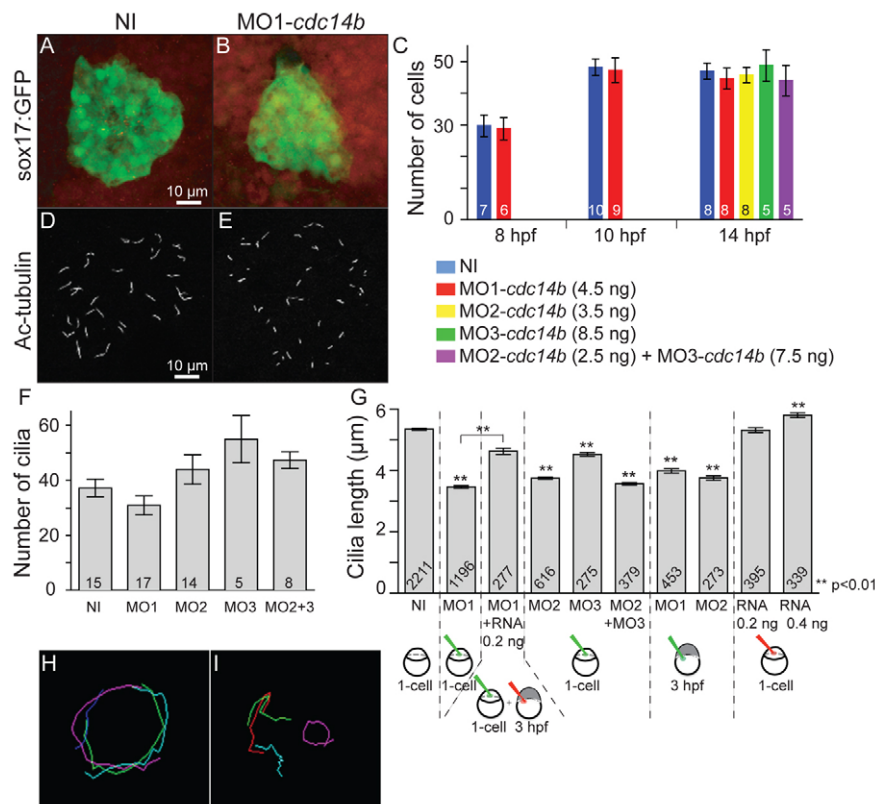 NI
MO1-cdc14b
A
B
C
sox17:GFP
10 µm
10 µm
Number of cells
50
30
0
7
6
10
9
8
8
8
5
5
8 hpf
10 hpf
14 hpf
D
E
Ac-tubulin
10 µm
NI
MO1-cdc14b (4.5 ng)
MO2-cdc14b (3.5 ng)
MO3-cdc14b (8.5 ng)
MO2-cdc14b (2.5 ng) + MO3-cdc14b (7.5 ng)
F
Number of cilia
60
40
20
0
15
17
14
5
8
NI
MO1
MO2
MO3
MO2+3
G
Cilia length (µm)
6
4
2
0
**
**
**
**
**
**
**
**
2211
1196
277
616
275
379
453
273
395
339
** p<0.01
NI
MO1
MO1
+RNA
0.2 ng
MO2
MO3
MO2
+MO3
MO1
MO2
RNA
0.2 ng
RNA
0.4 ng
1-cell
1-cell
1-cell
3 hpf
1-cell
+
1-cell
3 hpf
H
I